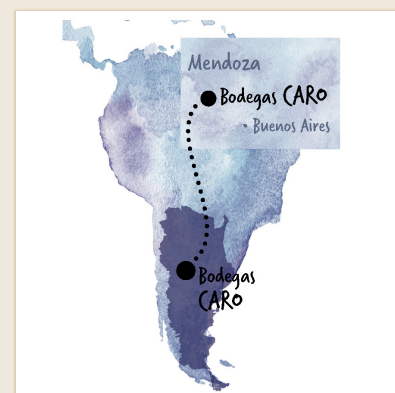 Mendoza
Bodegas CARO
Buenos Aires
Bodegas
CARO